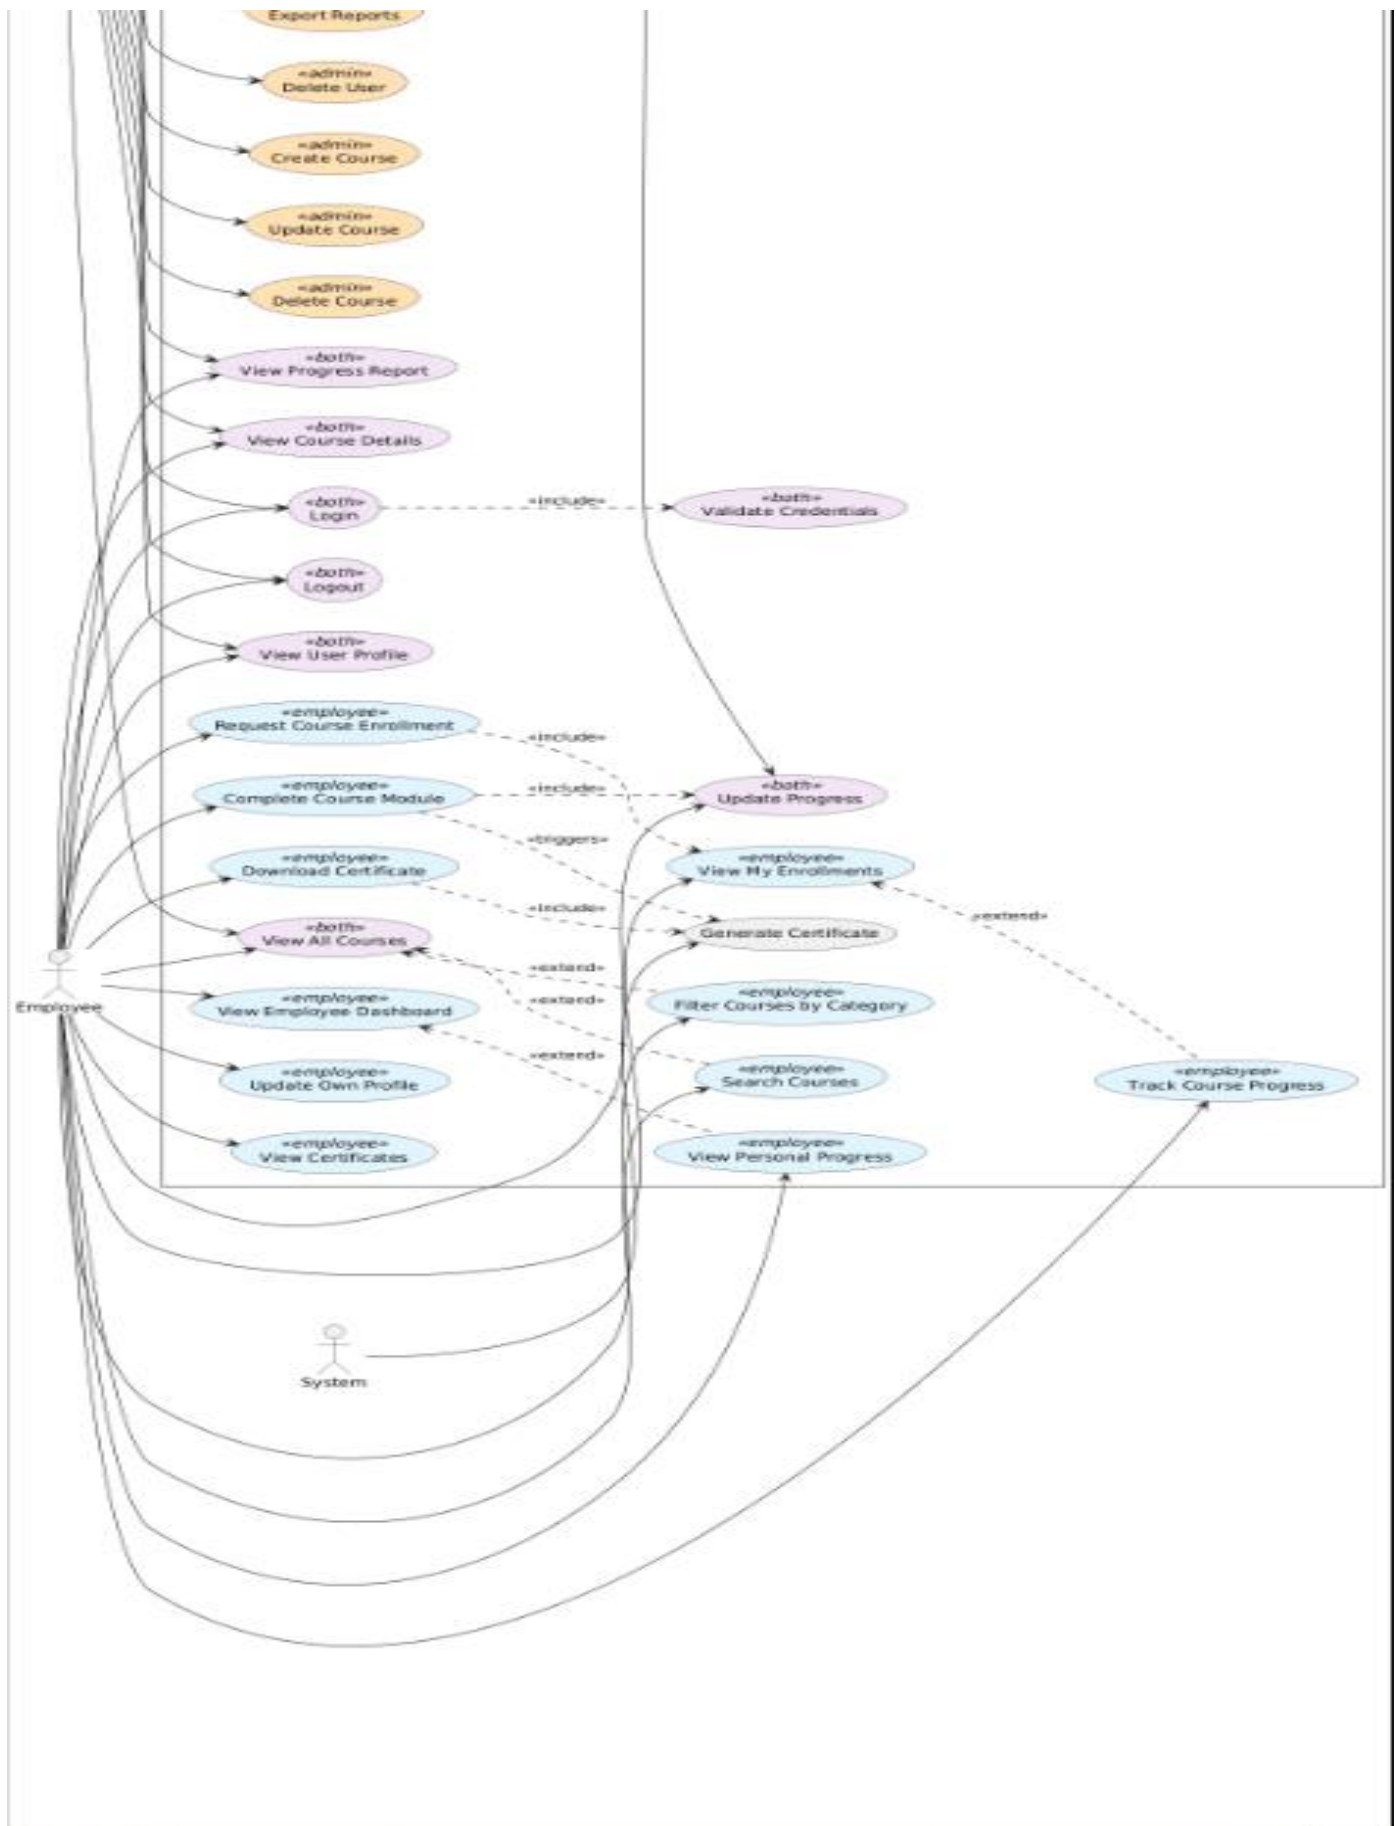 Export Reports
«admin»
Delete User
«admin»
Create Course
«admin»
Update Course
«admin»
Delete Course
«both»
View Progress Report
«both»
View Course Details
«both»
Login
«include»
«both»
Validate Credentials
«both»
Logout
«both»
View User Profile
«employee»
Request Course Enrollment
«include»
«employee»
Complete Course Module
«include»
«both»
Update Progress
«triggers»
«employee»
Download Certificate
«employee»
View My Enrollments
«include»
«extend»
«both»
View All Courses
Generate Certificate
«extend»
Employee
«employee»
View Employee Dashboard
«extend»
«employee»
Filter Courses by Category
«extend»
«employee»
Update Own Profile
«employee»
Search Courses
«employee»
Track Course Progress
«employee»
View Certificates
«employee»
View Personal Progress
System